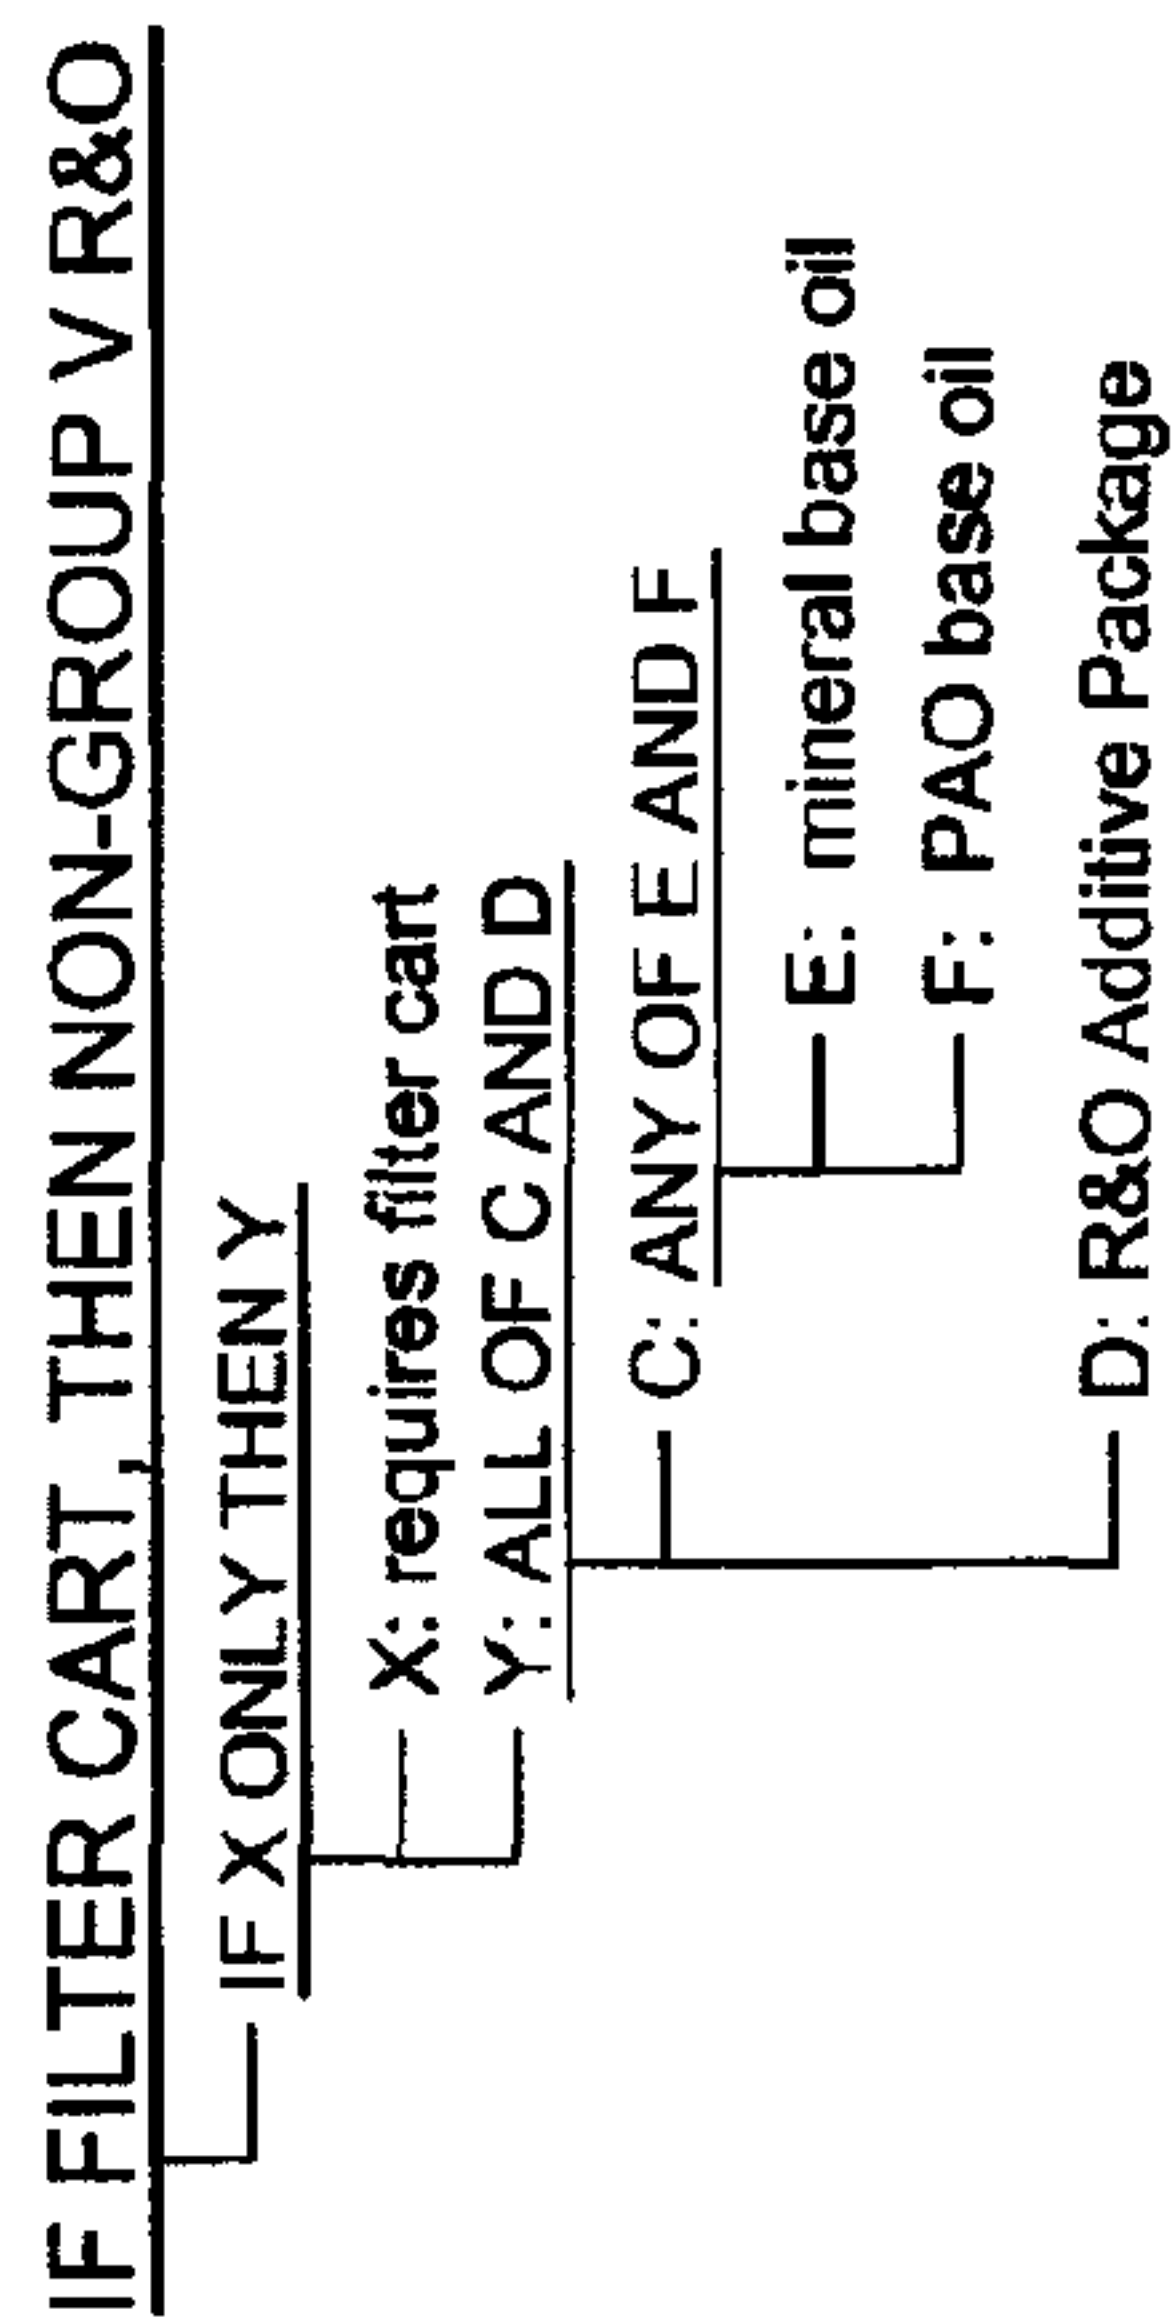 IF FILTER CART, THEN NON-GROUP V R&O
IF X ONLY THEN Y
X: requires filter cart
Y: ALL OF C AND D
C: ANY OF E AND F
E: mineral base oil
F: PAO base oil
D: R&O Additive Package